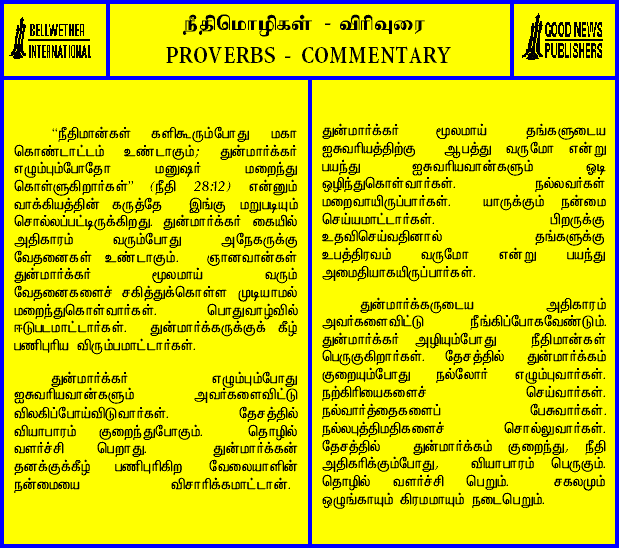 BELLWETHER
INTERNATIONAL
நீதிமொழிகள் - விரிவுரை
PROVERBS - COMMENTARY
GOOD NEWS
PUBLISHERS
“நீதிமான்கள் களிகூரும்போது மகா
கொண்டாட்டம் உண்டாகும்; துன்மார்க்கர்
எழும்பும்போதோ மனுஷர் மறைந்து
கொள்ளுகிறார்கள்” (நீதி 28:12) என்னும்
வாக்கியத்தின் கருத்தே இங்கு மறுபடியும்
சொல்லப்பட்டிருக்கிறது. துன்மார்க்கர் கையில்
அதிகாரம் வரும்போது அநேகருக்கு
வேதனைகள் உண்டாகும். ஞானவான்கள்
துன்மார்க்கர் மூலமாய் வரும்
வேதனைகளைச் சகித்துக்கொள்ள முடியாமல்
மறைந்துகொள்வார்கள். பொதுவாழ்வில்
ஈடுபடமாட்டார்கள். துன்மார்க்கருக்குக் கீழ்
பணிபுரிய விரும்பமாட்டார்கள்.
துன்மார்க்கர் எழும்பும்போது
ஐசுவரியவான்களும் அவர்களைவிட்டு
விலகிப்போய்விடுவார்கள். தேசத்தில்
வியாபாரம் குறைந்துபோகும். தொழில்
வளர்ச்சி பெறாது. துன்மார்க்கன்
தனக்குக்கீழ் பணிபுரிகிற வேலையாளின்
நன்மையை விசாரிக்கமாட்டான்.
துன்மார்க்கர் மூலமாய் தங்களுடைய
ஐசுவரியத்திற்கு ஆபத்து வருமோ என்று
பயந்து ஐசுவரியவான்களும் ஓடி
ஒழிந்துகொள்வார்கள். நல்லவர்கள்
மறைவாயிருப்பார்கள். யாருக்கும் நன்மை
செய்யமாட்டார்கள். பிறருக்கு
உதவிசெய்வதினால் தங்களுக்கு
உபத்திரவம் வருமோ என்று பயந்து
அமைதியாகயிருப்பார்கள்.
துன்மார்க்கருடைய அதிகாரம்
அவர்களைவிட்டு நீங்கிப்போகவேண்டும்.
துன்மார்க்கர் அழியும்போது நீதிமான்கள்
பெருகுகிறார்கள். தேசத்தில் துன்மார்க்கம்
குறையும்போது நல்லோர் எழும்புவார்கள்.
நற்கிரியைகளைச் செய்வார்கள்.
நல்வார்த்தைகளைப் பேசுவார்கள்.
நல்லபுத்திமதிகளைச் சொல்லுவார்கள்.
தேசத்தில் துன்மார்க்கம் குறைந்து, நீதி
அதிகரிக்கும்போது, வியாபாரம் பெருகும்.
தொழில் வளர்ச்சி பெறும். சகலமும்
ஒழுங்காயும் கிரமமாயும் நடைபெறும்.